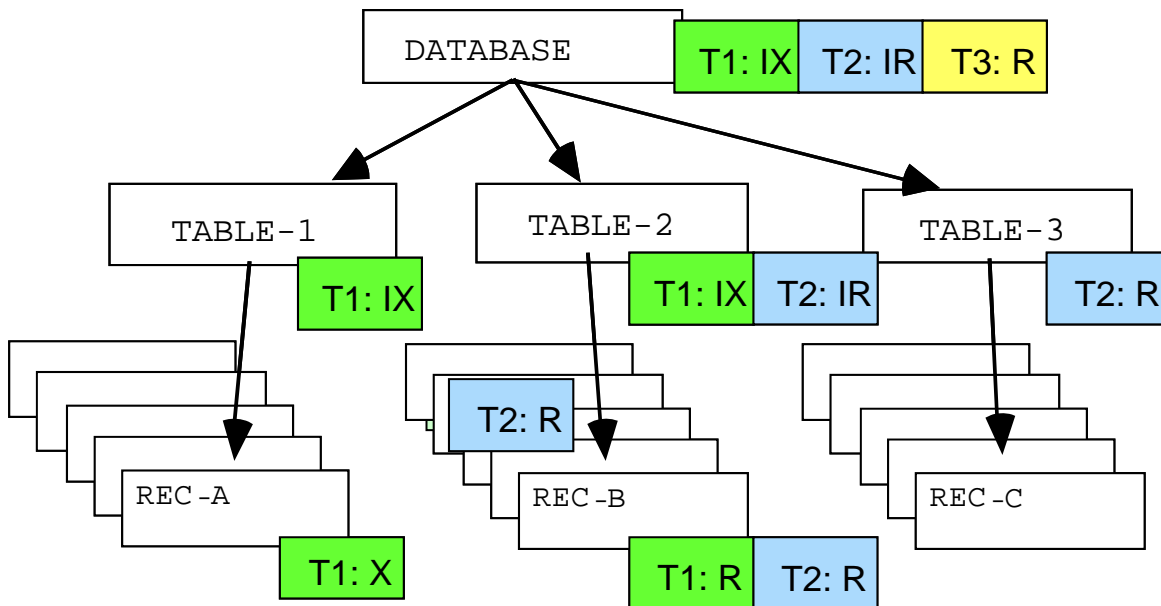 DATABASE T1: IX T2: IR T3: R
TABLE-1 TABLE-2 TABLE-3
T1: IX T1: IX T2: IR T2: R
T2: R
REC-A REC-B REC-C
T1: X T1: R T2: R